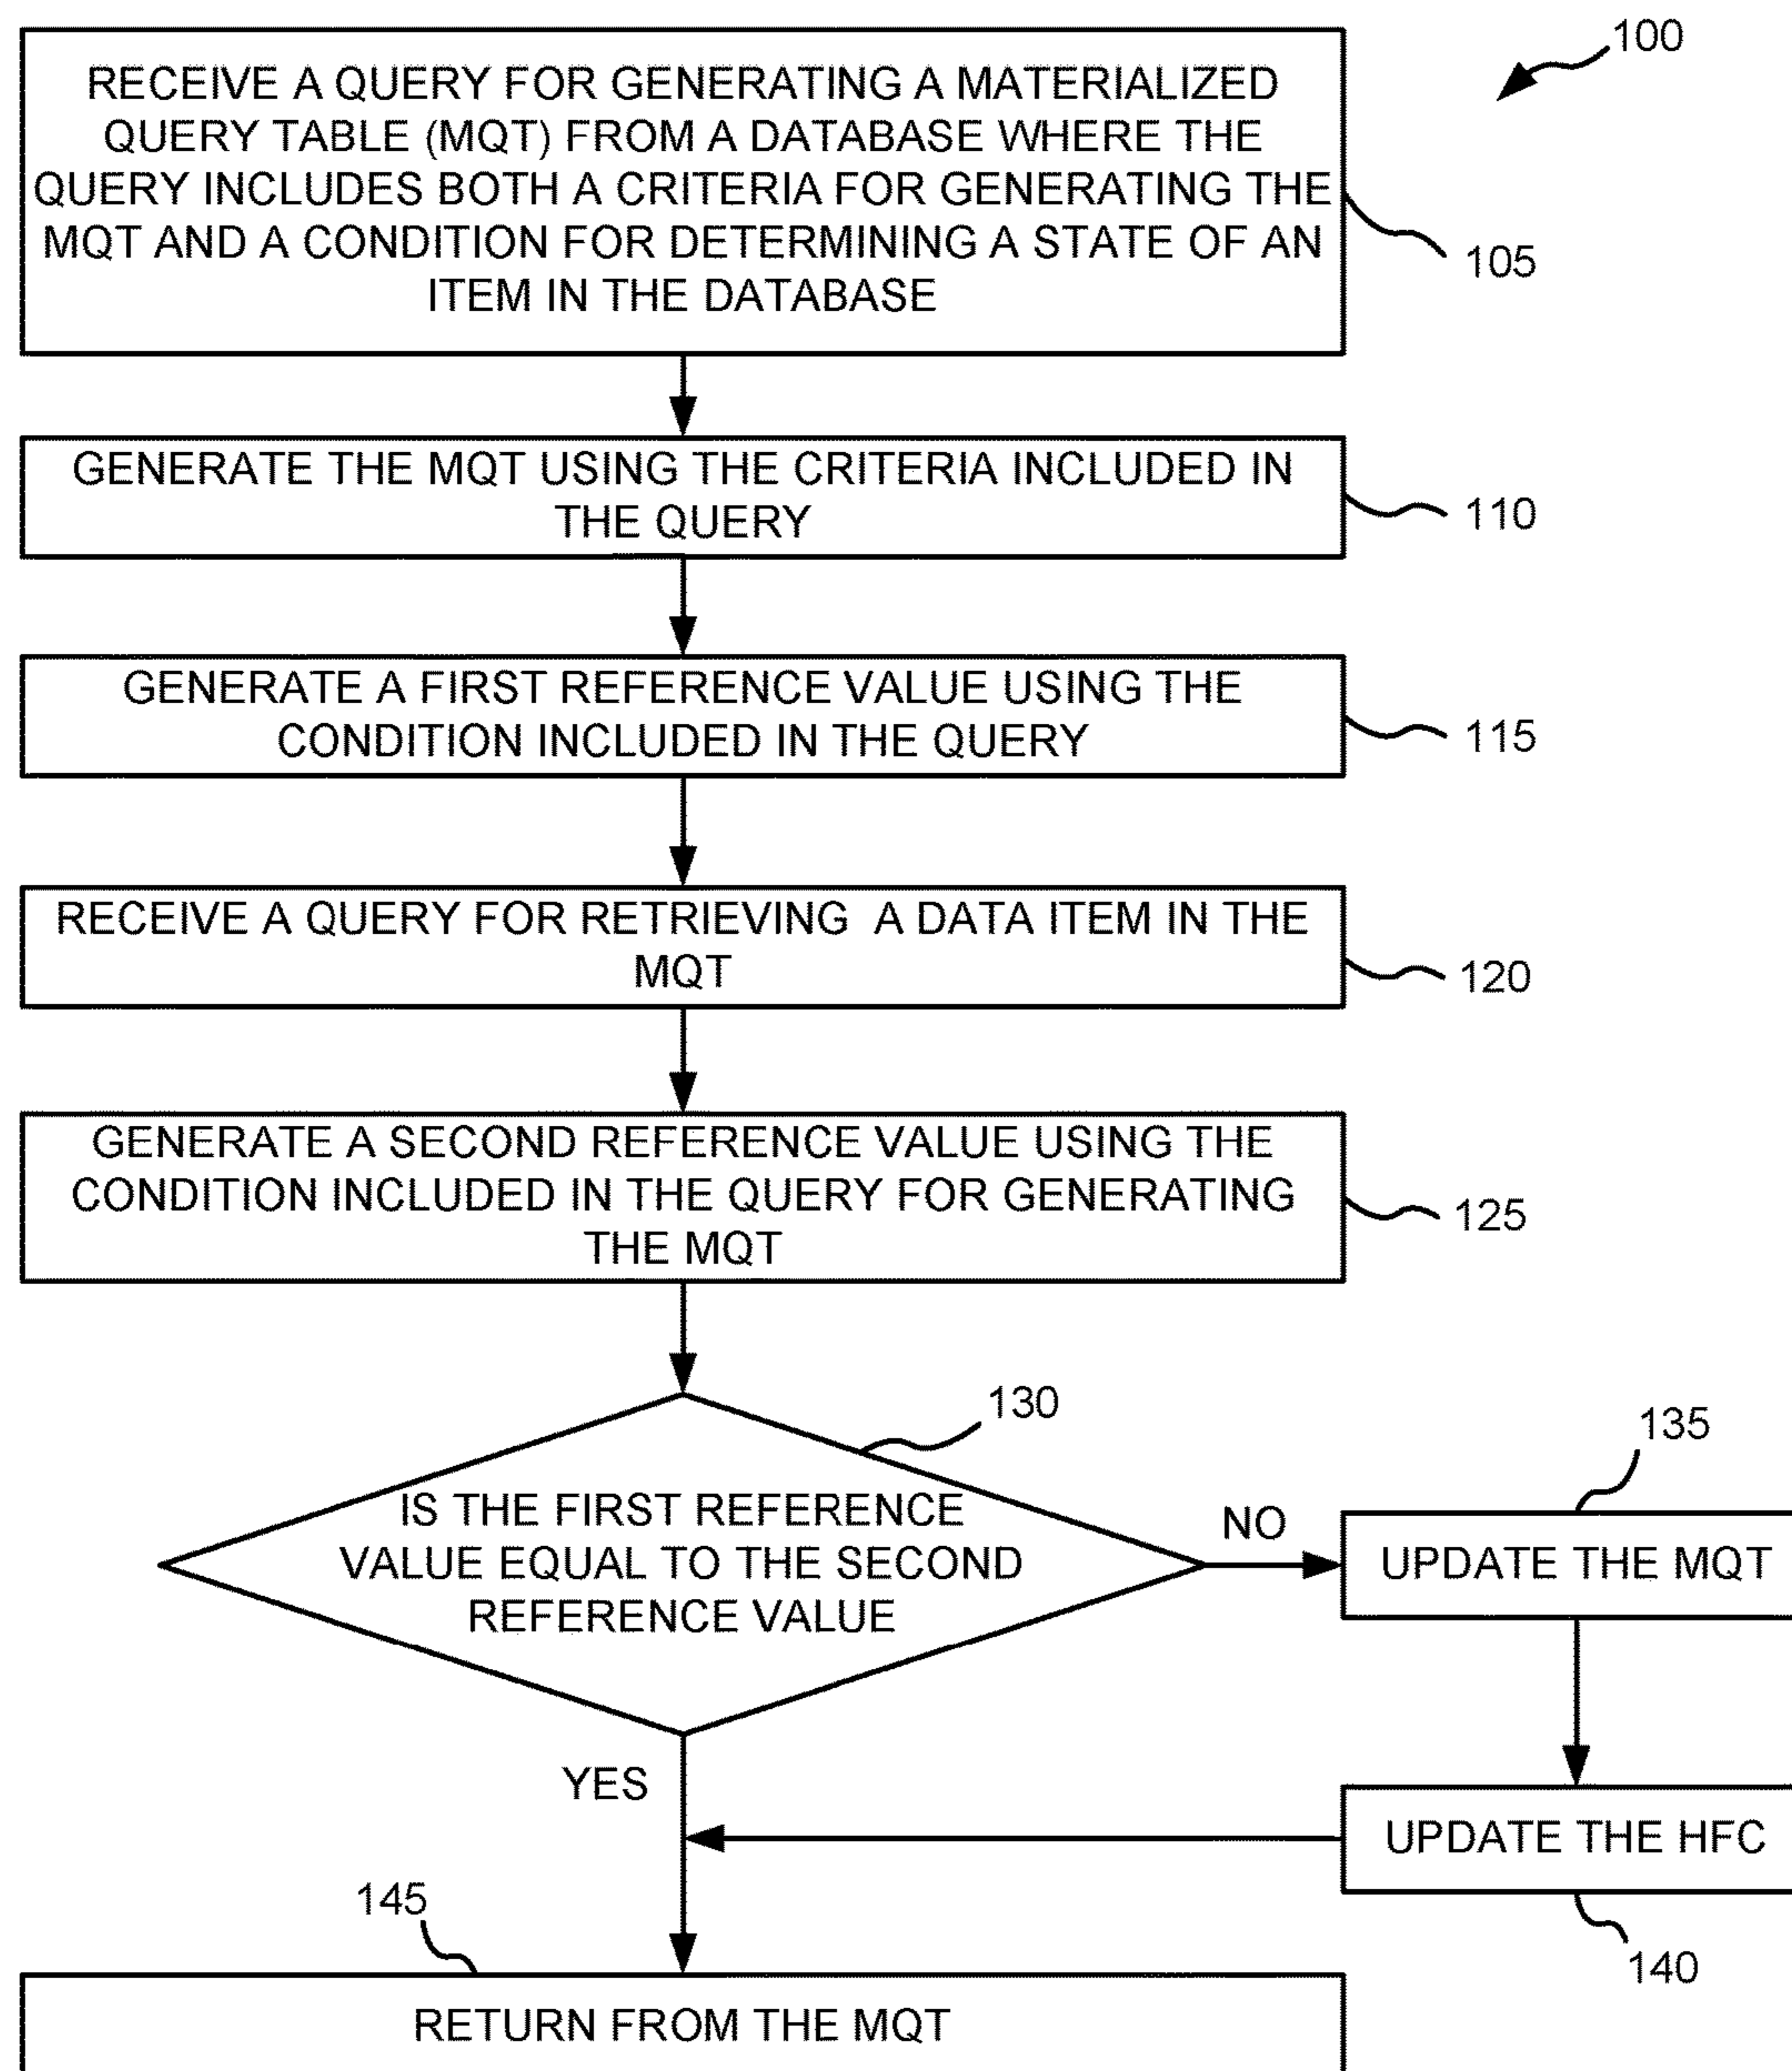 100
RECEIVE A QUERY FOR GENERATING A MATERIALIZED
QUERY TABLE (MQT) FROM A DATABASE WHERE THE
QUERY INCLUDES BOTH A CRITERIA FOR GENERATING THE
MQT AND A CONDITION FOR DETERMINING A STATE OF AN
ITEM IN THE DATABASE
105
GENERATE THE MQT USING THE CRITERIA INCLUDED IN
THE QUERY
110
GENERATE A FIRST REFERENCE VALUE USING THE
CONDITION INCLUDED IN THE QUERY
115
RECEIVE A QUERY FOR RETRIEVING A DATA ITEM IN THE
MQT
120
GENERATE A SECOND REFERENCE VALUE USING THE
CONDITION INCLUDED IN THE QUERY FOR GENERATING
THE MQT
125
130
IS THE FIRST REFERENCE
VALUE EQUAL TO THE SECOND
REFERENCE VALUE
NO
135
UPDATE THE MQT
YES
UPDATE THE HFC
140
145
RETURN FROM THE MQT